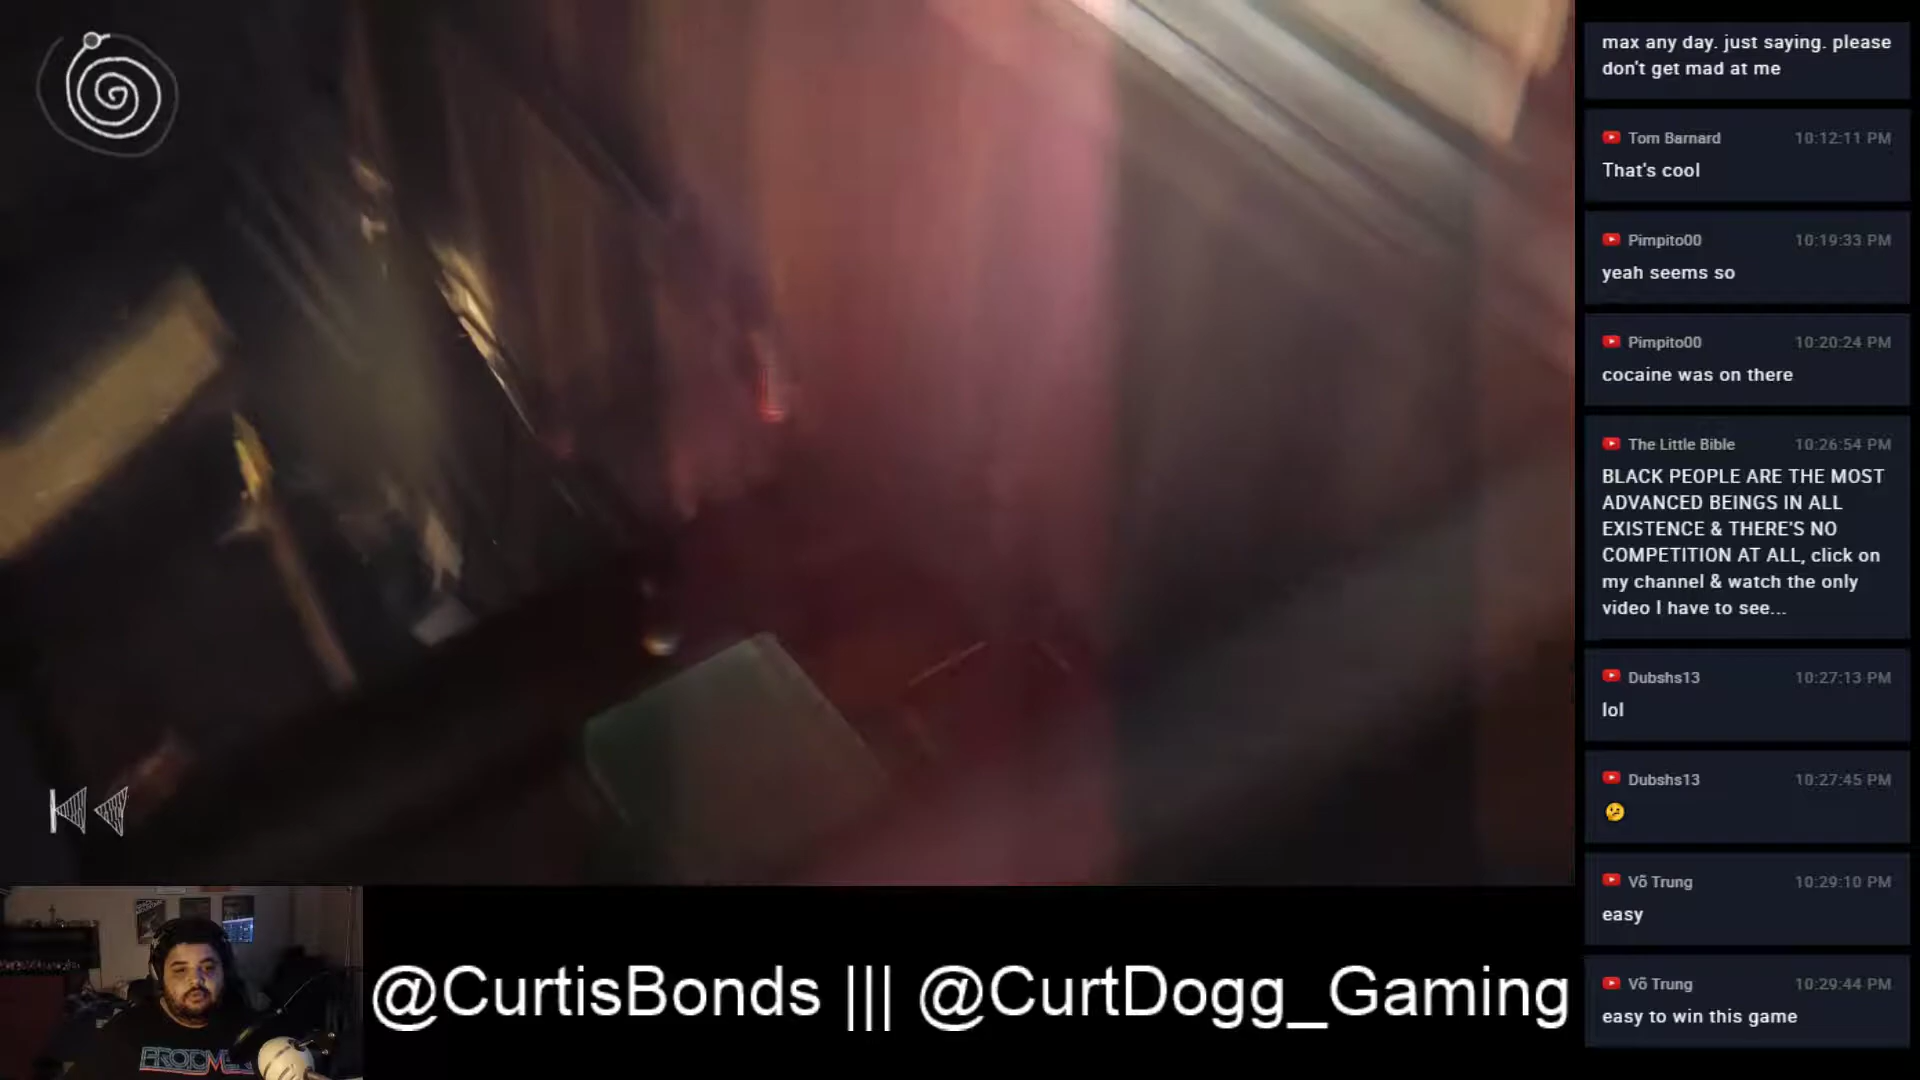 max any day. just saying. please
don't get mad at me
Tom Barnard 10:12:11 PM
That's cool
Pimpito00 10:19:33 PM
yeah seems so
Pimpito00 10:20:24 PM
cocaine was on there
The Little Bible 10:26:54 PM
BLACK PEOPLE ARE THE MOST
ADVANCED BEINGS IN ALL
EXISTENCE & THERE'S NO
COMPETITION AT ALL, click on
my channel & watch the only
video I have to see...
Dubshs13 10:27:13 PM
lol
Dubshs13 10:27:45 PM
🤔
Võ Trung 10:29:10 PM
easy
Võ Trung 10:29:44 PM
easy to win this game
@CurtisBonds ||| @CurtDogg_Gaming